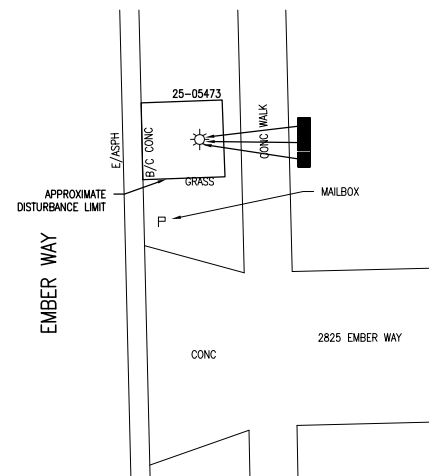 25-05473
CONC WALK
E/ASPH
B/C CONC
GRASS
APPROXIMATE
DISTURBANCE LIMIT
MAILBOX
EMBER WAY
2825 EMBER WAY
CONC